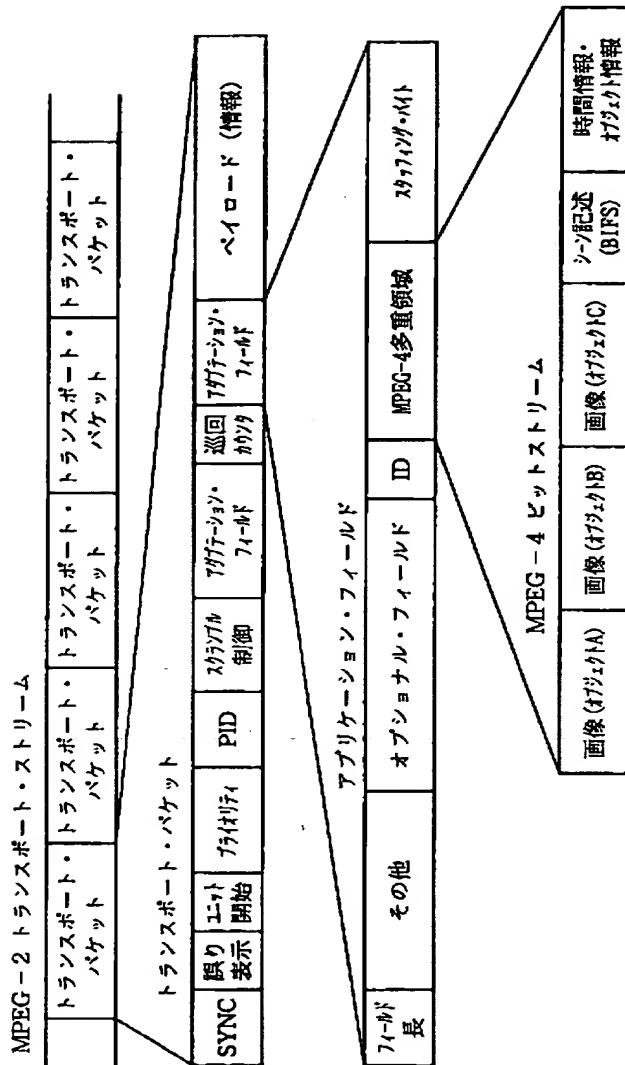 MPEG-2 トランスポート・ストリーム
トランスポート・
パケット
トランスポート・
パケット
トランスポート・
パケット
トランスポート・
パケット
トランスポート・
パケット
トランスポート・パケット
SYNC
誤り
表示
ユニット
開始
プライオリティ
PID
スクランブル
制御
アダプテーション・
フィールド
巡回
カウンタ
アダプテーション・
フィールド
ペイロード (情報)
アプリケーション・フィールド
フィールド
長
その他
オプショナル・フィールド
ID
MPEG-4多重領域
スタッフィング・バイト
MPEG-4 ビットストリーム
画像(オブジェクトA)
画像(オブジェクトB)
画像(オブジェクトC)
シーン記述
(BIFS)
時間情報・
オブジェクト情報